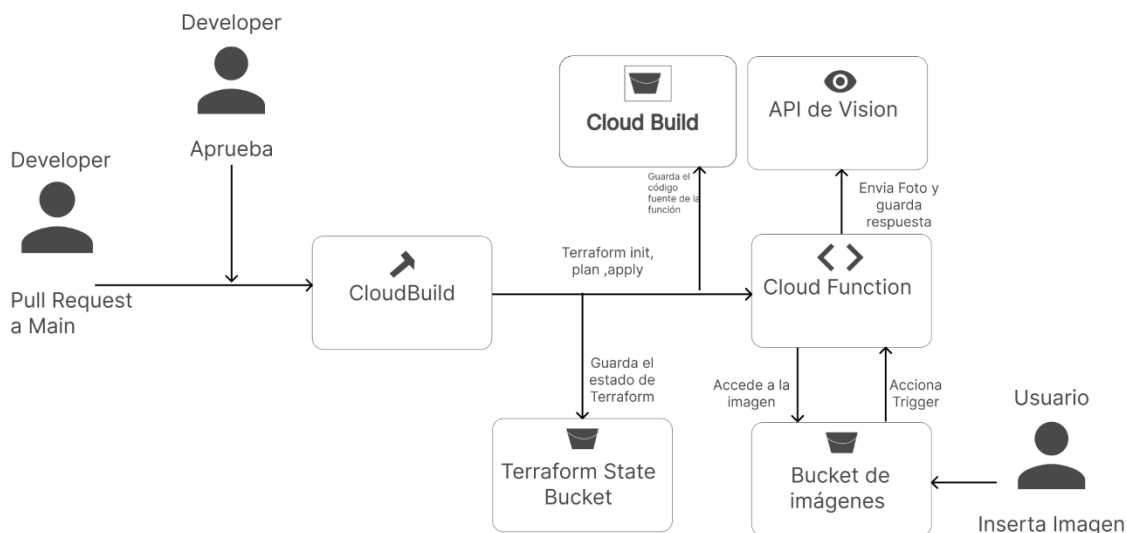 Developer
Aprueba
Developer
Pull Request
a Main
CloudBuild
Terraform init,
plan ,apply
Guarda el
estado de
Terraform
Terraform State
Bucket
Cloud Build
Guarda el
código
fuente de la
función
API de Vision
Envia Foto y
guarda
respuesta
Cloud Function
Accede a la
imagen
Acciona
Trigger
Bucket de
imágenes
Usuario
Inserta Imagen